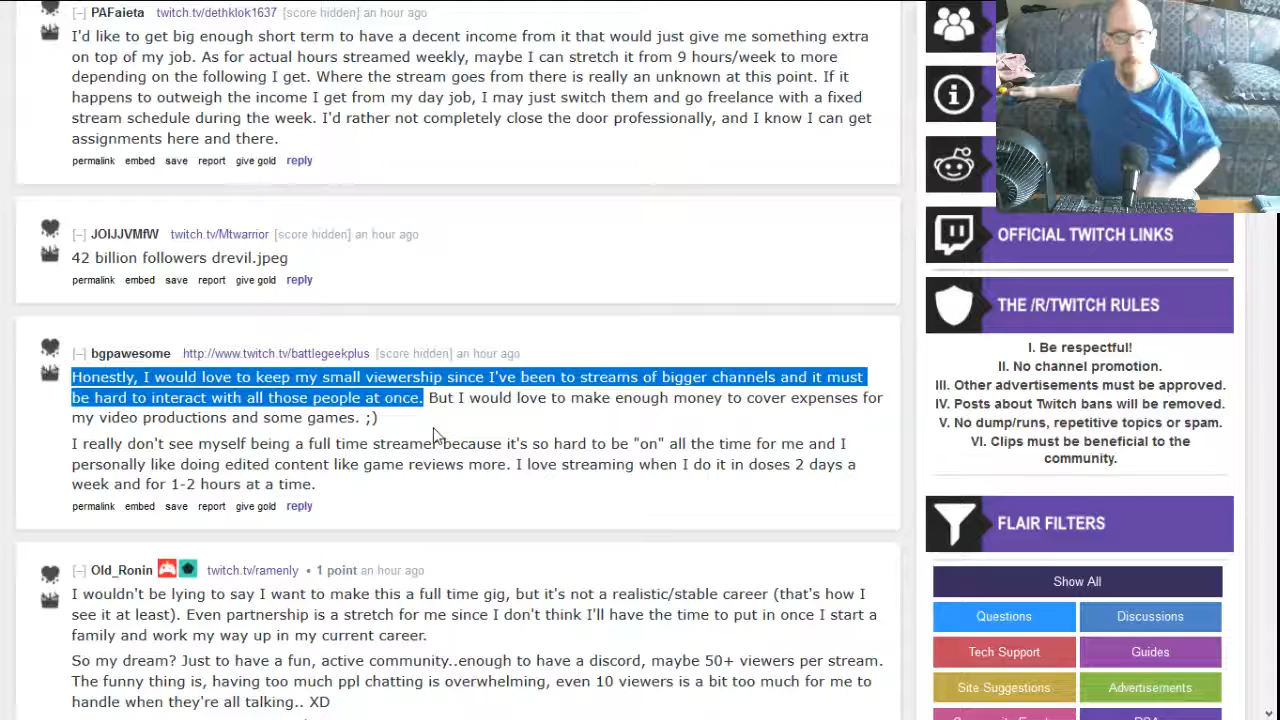 [–] PAFaieta twitch.tv/dethklok1637 [score hidden] an hour ago
I'd like to get big enough short term to have a decent income from it that would just give me something extra
on top of my job. As for actual hours streamed weekly, maybe I can stretch it from 9 hours/week to more
depending on the following I get. Where the stream goes from there is really an unknown at this point. If it
happens to outweigh the income I get from my day job, I may just switch them and go freelance with a fixed
stream schedule during the week. I'd rather not completely close the door professionally, and I know I can get
assignments here and there.
permalink embed save report give gold reply
[–] JOIJJVMfW twitch.tv/Mtwarrior [score hidden] an hour ago
42 billion followers drevil.jpeg
permalink embed save report give gold reply
[–] bgpawesome http://www.twitch.tv/battlegeekplus [score hidden] an hour ago
Honestly, I would love to keep my small viewership since I've been to streams of bigger channels and it must
be hard to interact with all those people at once. But I would love to make enough money to cover expenses for
my video productions and some games. ;)
I really don't see myself being a full time streamer because it's so hard to be "on" all the time for me and I
personally like doing edited content like game reviews more. I love streaming when I do it in doses 2 days a
week and for 1-2 hours at a time.
permalink embed save report give gold reply
[–] Old_Ronin twitch.tv/ramenly • 1 point an hour ago
I wouldn't be lying to say I want to make this a full time gig, but it's not a realistic/stable career (that's how I
see it at least). Even partnership is a stretch for me since I don't think I'll have the time to put in once I start a
family and work my way up in my current career.
So my dream? Just to have a fun, active community..enough to have a discord, maybe 50+ viewers per stream.
The funny thing is, having too much ppl chatting is overwhelming, even 10 viewers is a bit too much for me to
handle when they're all talking.. XD
OFFICIAL TWITCH LINKS
THE /R/TWITCH RULES
I. Be respectful!
II. No channel promotion.
III. Other advertisements must be approved.
IV. Posts about Twitch bans will be removed.
V. No dump/runs, repetitive topics or spam.
VI. Clips must be beneficial to the
community.
FLAIR FILTERS
Show All
Questions Discussions
Tech Support Guides
Site Suggestions Advertisements